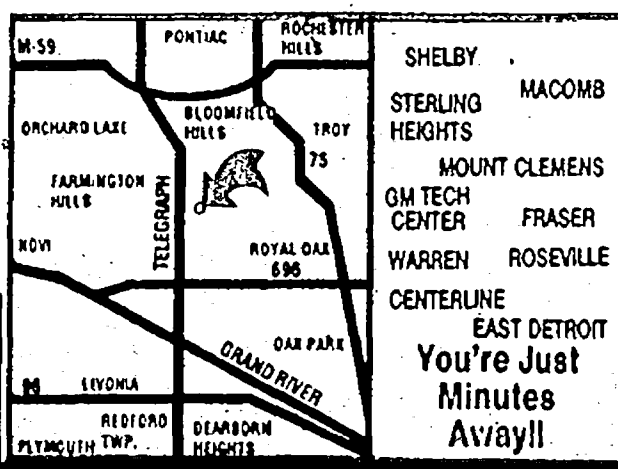 M-59
PONTIAC
ROCHESTER
HILLS
ORCHARD LAKE
BLOOMFIELD
HILLS
TROY
75
FARMINGTON
HILLS
TELEGRAPH
NOVI
ROYAL OAK
696
OAK PARK
GRAND RIVER
96
LIVONIA
REDFORD
TWP.
PLYMOUTH
DEARBORN
HEIGHTS
SHELBY
MACOMB
STERLING
HEIGHTS
MOUNT CLEMENS
GM TECH
CENTER
FRASER
WARREN
ROSEVILLE
CENTERLINE
EAST DETROIT
You're Just
Minutes
Away!!